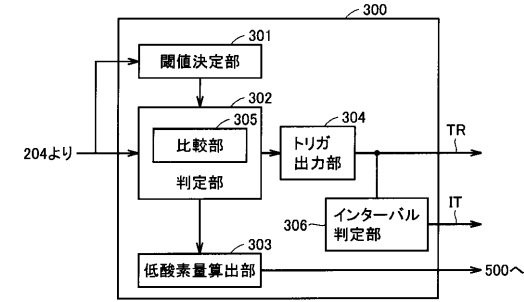 300
301
閾値決定部
302
305
比較部
判定部
204より
304
トリガ
出力部
TR
306
インターバル
判定部
IT
303
低酸素量算出部
500へ